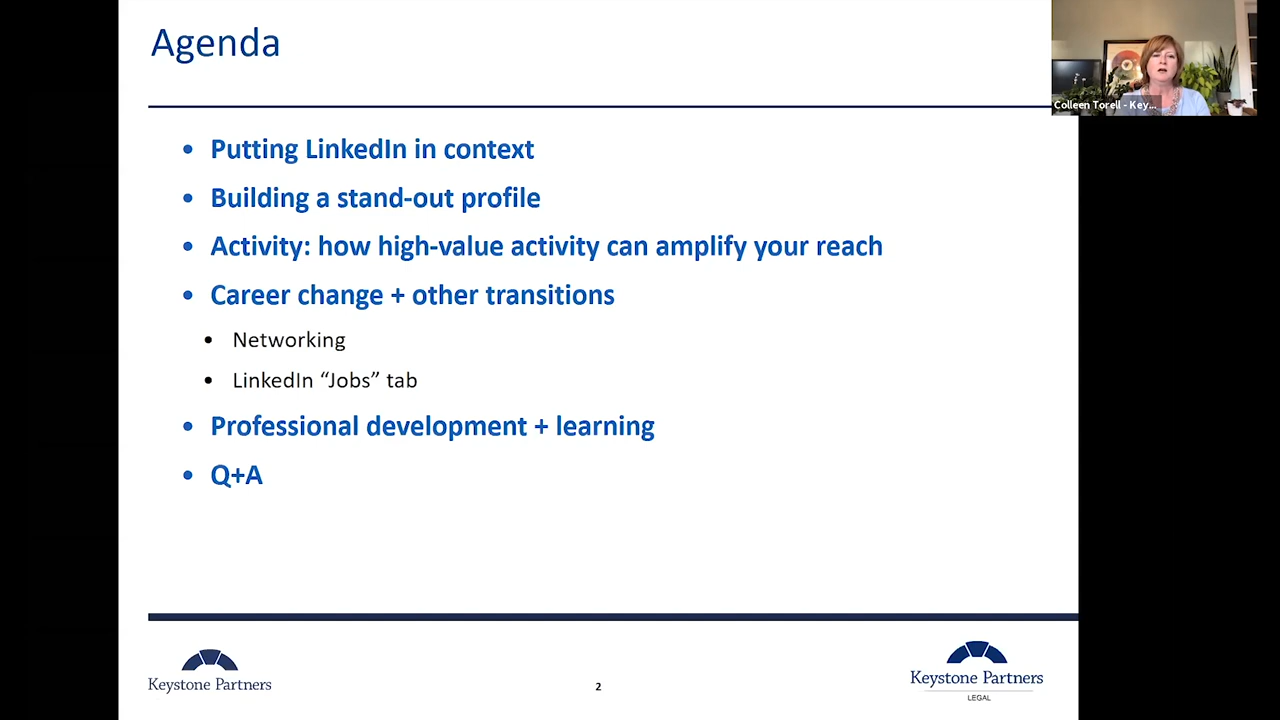 Agenda
Colleen Torell - Key...
• Putting LinkedIn in context
• Building a stand-out profile
• Activity: how high-value activity can amplify your reach
• Career change + other transitions
• Networking
• LinkedIn “Jobs” tab
• Professional development + learning
• Q+A
Keystone Partners
2
Keystone Partners
LEGAL